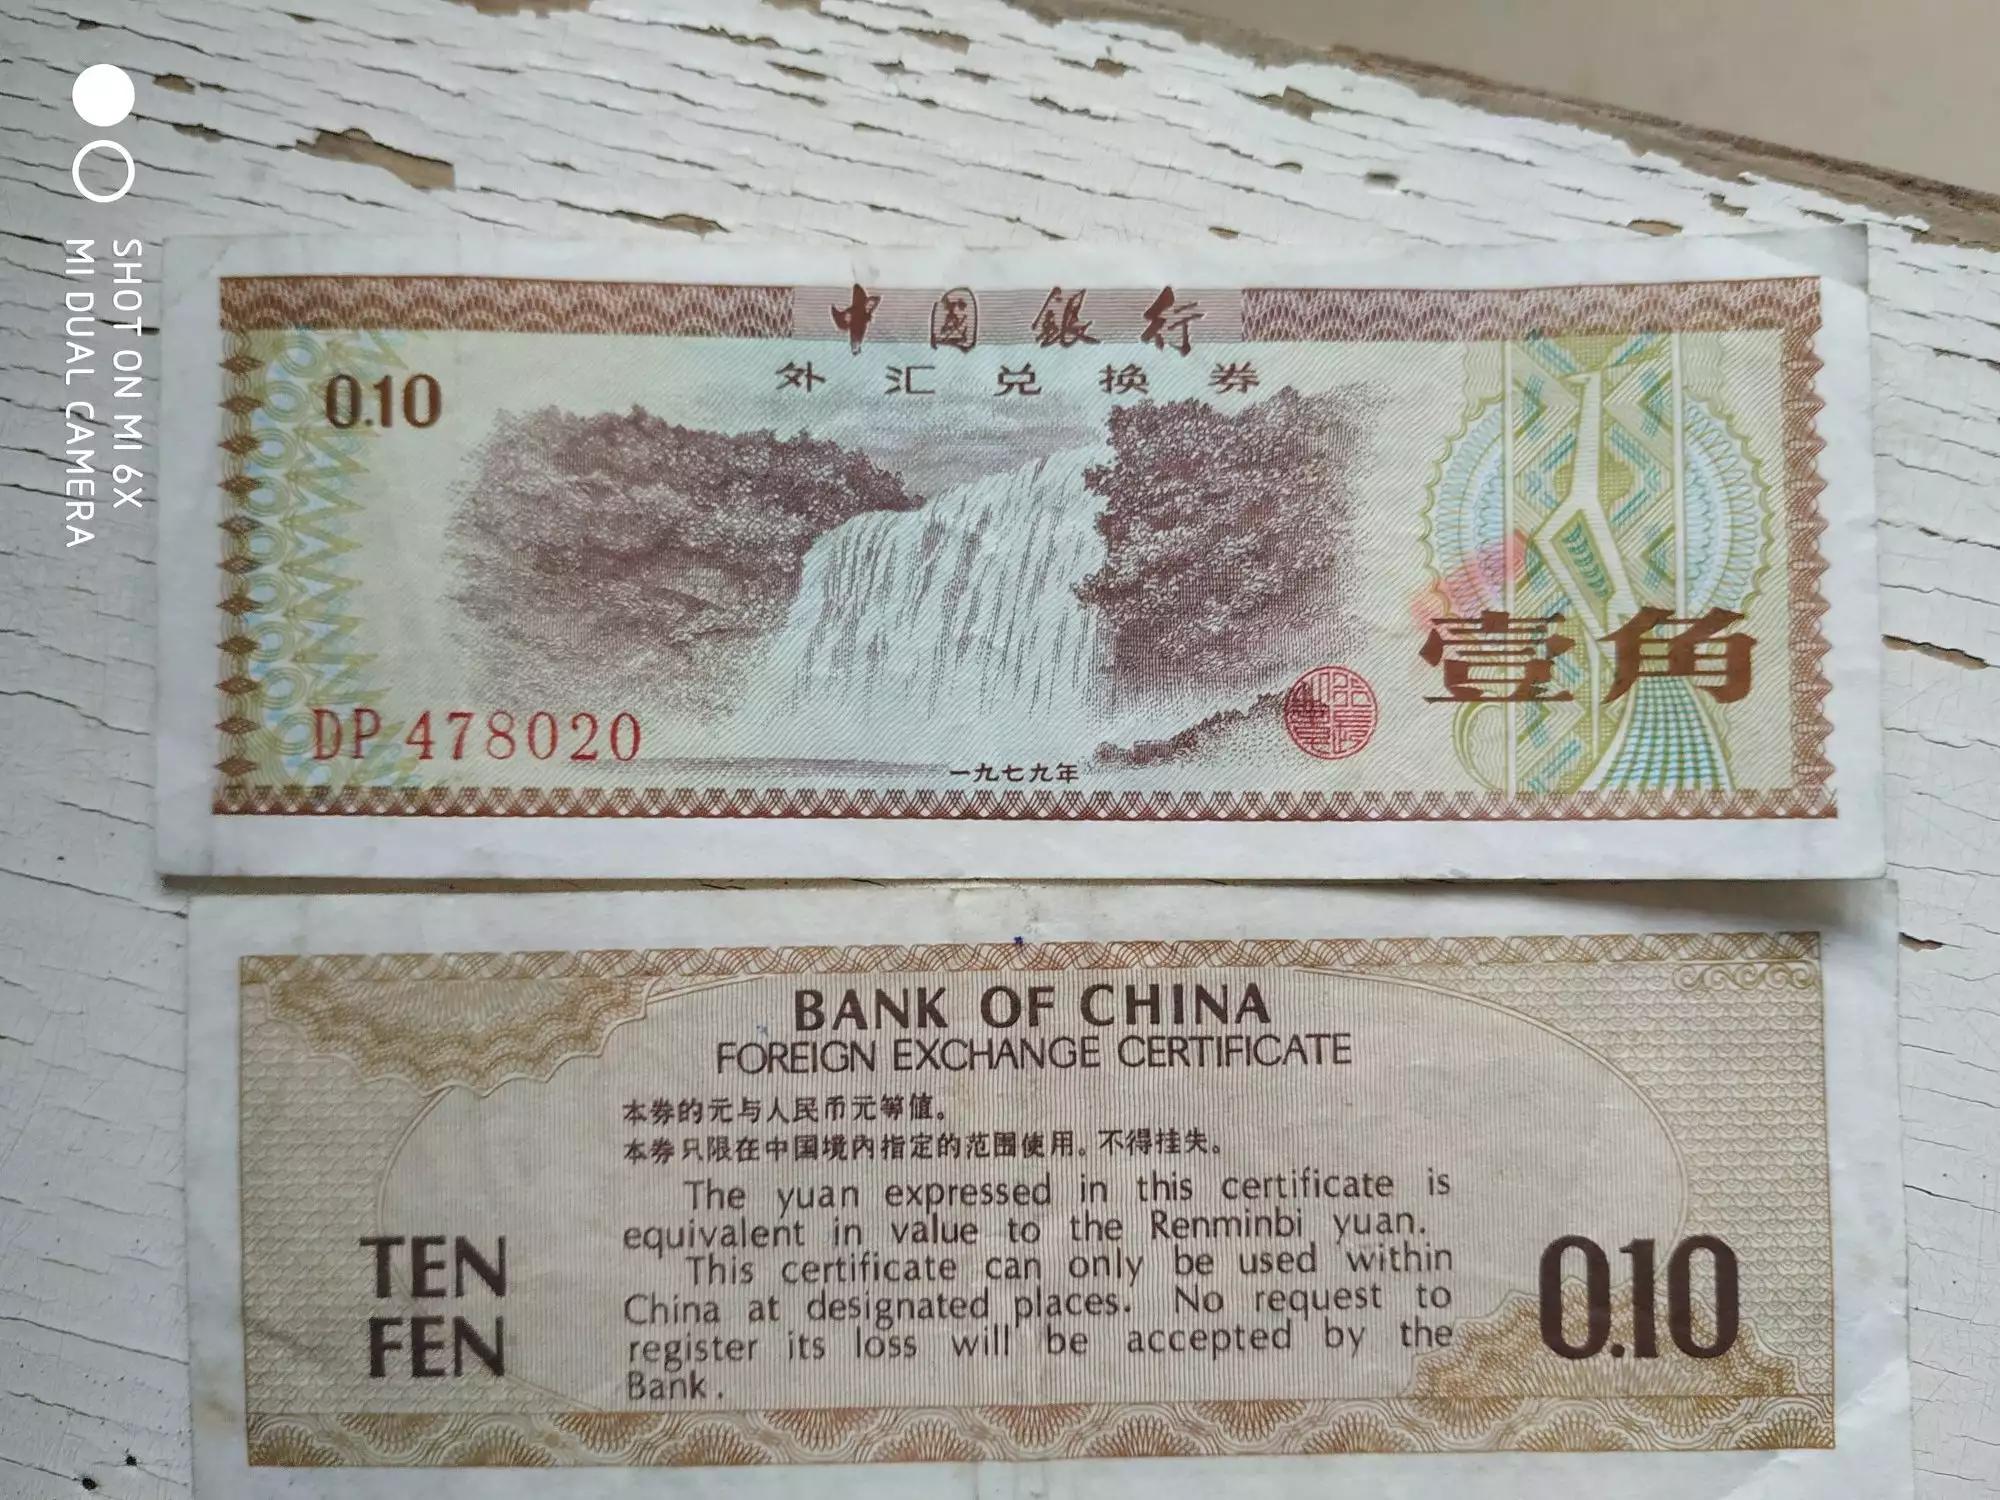 SHOT ON MI 6X
MI DUAL CAMERA
中國銀行
外汇兑换券
0.10
壹角
DP 478020
一九七九年
BANK OF CHINA
FOREIGN EXCHANGE CERTIFICATE
本券的元与人民币元等值。
本券只限在中国境内指定的范围使用。不得挂失。
The yuan expressed in this certificate is
equivalent in value to the Renminbi yuan.
This certificate can only be used within
China at designated places. No request to
register its loss will be accepted by the
Bank.
TEN
FEN
0.10